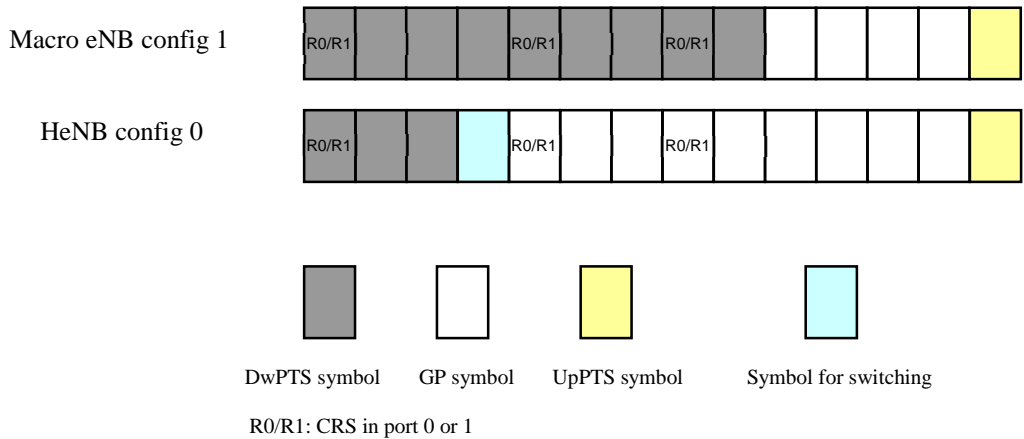 Macro eNB config 1
R0/R1 R0/R1 R0/R1
HeNB config 0
R0/R1 R0/R1 R0/R1
DwPTS symbol GP symbol UpPTS symbol Symbol for switching
R0/R1: CRS in port 0 or 1